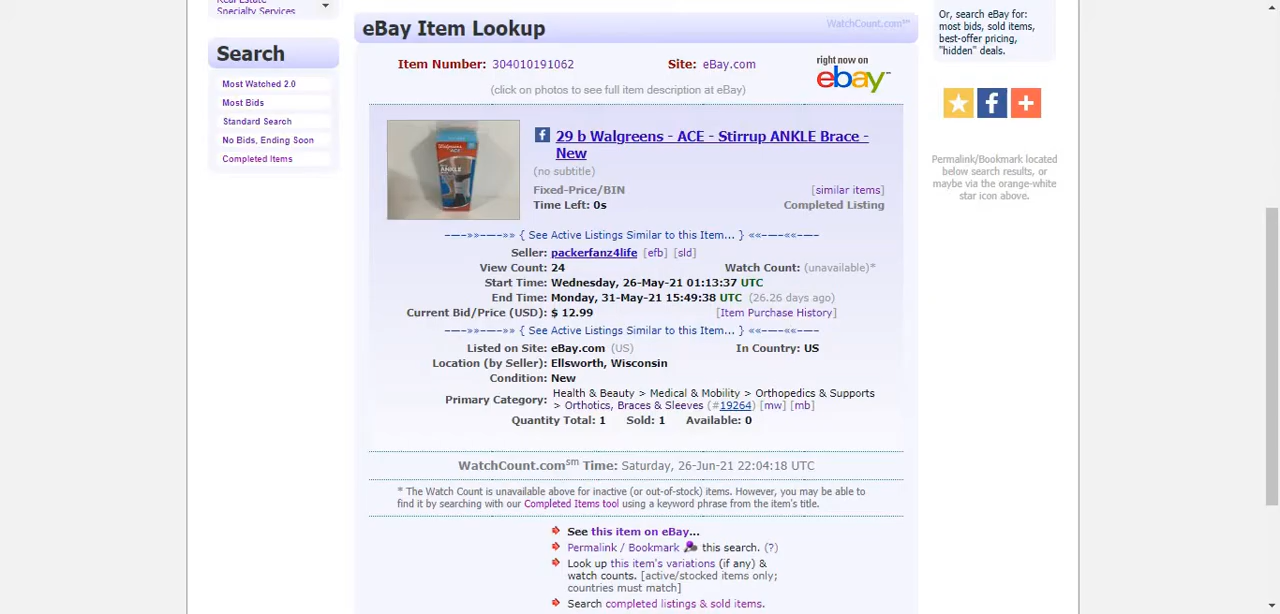 Real Estate
Specialty Services
Search
Most Watched 2.0
Most Bids
Standard Search
No Bids, Ending Soon
Completed Items
eBay Item Lookup
WatchCount.com™
Item Number: 304010191062 Site: eBay.com
right now on
ebay™
(click on photos to see full item description at eBay)
Walgreens
ACE
ANKLE
29 b Walgreens - ACE - Stirrup ANKLE Brace -
New
(no subtitle)
Fixed-Price/BIN [similar items]
Time Left: 0s Completed Listing
-—--»»-—--»» { See Active Listings Similar to this Item... } ««-—--««-—--
Seller: packerfanz4life [efb] [sld]
View Count: 24 Watch Count: (unavailable)*
Start Time: Wednesday, 26-May-21 01:13:37 UTC
End Time: Monday, 31-May-21 15:49:38 UTC (26.26 days ago)
Current Bid/Price (USD): $ 12.99 [Item Purchase History]
-—--»»-—--»» { See Active Listings Similar to this Item... } ««-—--««-—--
Listed on Site: eBay.com (US) In Country: US
Location (by Seller): Ellsworth, Wisconsin
Condition: New
Primary Category: Health & Beauty > Medical & Mobility > Orthopedics & Supports
> Orthotics, Braces & Sleeves (#19264) [mw] [mb]
Quantity Total: 1 Sold: 1 Available: 0
WatchCount.comsm Time: Saturday, 26-Jun-21 22:04:18 UTC
* The Watch Count is unavailable above for inactive (or out-of-stock) items. However, you may be able to
find it by searching with our Completed Items tool using a keyword phrase from the item's title.
See this item on eBay...
Permalink / Bookmark this search. (?)
Look up this item's variations (if any) &
watch counts. [active/stocked items only;
countries must match]
Search completed listings & sold items.
Or, search eBay for:
most bids, sold items,
best-offer pricing,
"hidden" deals.
Permalink/Bookmark located
below search results, or
maybe via the orange-white
star icon above.